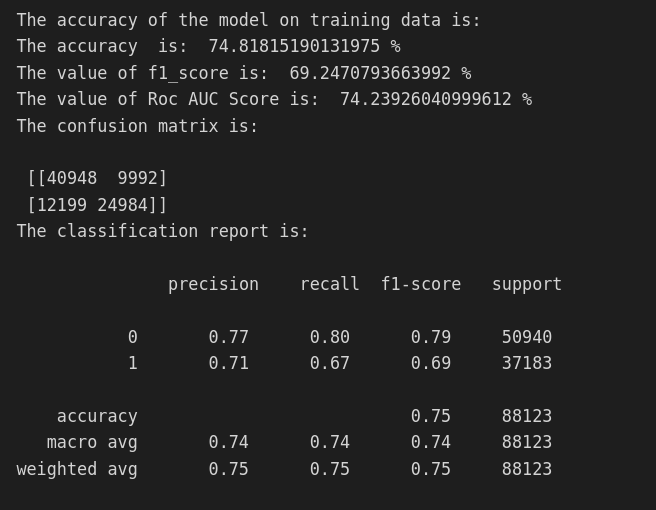 The accuracy of the model on training data is:
The accuracy  is:  74.81815190131975 %
The value of f1_score is:  69.2470793663992 %
The value of Roc AUC Score is:  74.23926040999612 %
The confusion matrix is:

 [[40948  9992]
 [12199 24984]]
The classification report is:

               precision    recall  f1-score   support

           0       0.77      0.80      0.79     50940
           1       0.71      0.67      0.69     37183

    accuracy                           0.75     88123
   macro avg       0.74      0.74      0.74     88123
weighted avg       0.75      0.75      0.75     88123